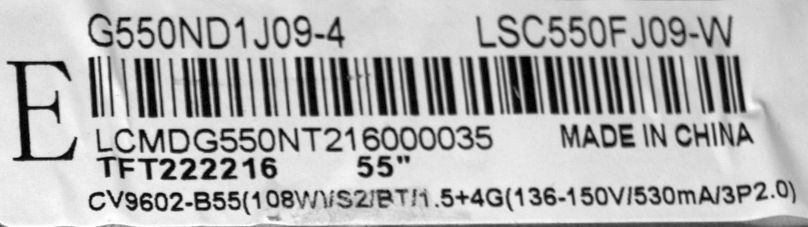 G550ND1J09-4 LSC550FJ09-W
E
LCMDG550NT216000035 MADE IN CHINA
TFT222216 55"
CV9602-B55(108W)/S2/BT/1.5+4G(136-150V/530mA/3P2.0)